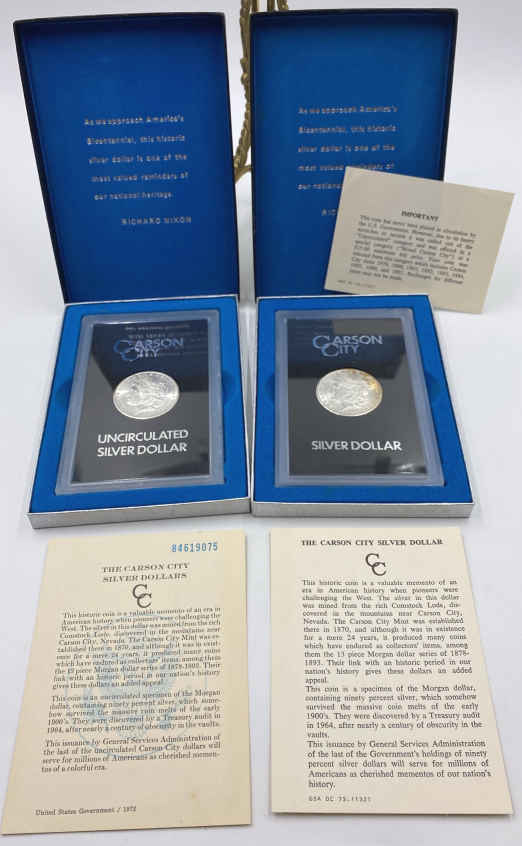 As we approach America's
Bicentennial, this historic
silver dollar is one of the
most valued reminders of
our national heritage.
RICHARD NIXON
As we approach America's
Bicentennial, this historic
silver dollar is one of the
most valued reminders of
our
IMPORTANT
This coin has never been placed in circulation by
the U.S. Government. However, due to
CARSON
CITY
UNCIRCULATED
SILVER DOLLAR
CARSON
CITY
SILVER DOLLAR
84619075
THE CARSON CITY
SILVER DOLLARS
CC
This historic coin is a valuable memento of an era in
American history when pioneers were challenging the
West. The silver in this dollar was mined from the rich
Comstock Lode, discovered in the mountains near
Carson City, Nevada. The Carson City Mint was es-
tablished there in 1870, and although it was in exist-
ence for a mere 24 years, it produced many coins
which have endured as collectors' items, among them
the 13 piece Morgan dollar series of 1878-1893. Their
link with an historic period in our nation's history
gives these dollars an added appeal.
This coin is an uncirculated specimen of the Morgan
dollar, containing ninety percent silver, which some-
how survived the massive coin melts of the early
1900's. They were discovered by a Treasury audit in
1964, after nearly a century of obscurity in the vaults.
This issuance by General Services Administration of
the last of the uncirculated Carson City dollars will
serve for millions of Americans as cherished memen-
tos of a colorful era.
United States Government / 1972
THE CARSON CITY SILVER DOLLAR
CC
This historic coin is a valuable memento of an
era in American history when pioneers were
challenging the West. The silver in this dollar
was mined from the rich Comstock Lode, dis-
covered in the mountains near Carson City,
Nevada. The Carson City Mint was established
there in 1870, and although it was in existence
for a mere 24 years, it produced many coins
which have endured as collectors' items, among
them the 13 piece Morgan dollar series of 1878-
1893. Their link with an historic period in our
nation's history gives these dollars an added
appeal.
This coin is a specimen of the Morgan dollar,
containing ninety percent silver, which somehow
survived the massive coin melts of the early
1900's. They were discovered by a Treasury audit
in 1964, after nearly a century of obscurity in the
vaults.
This issuance by General Services Administration
of the last of the Government's holdings of ninety
percent silver dollars will serve for millions of
Americans as cherished mementos of our nation's
history.
GSA DC 73-11321